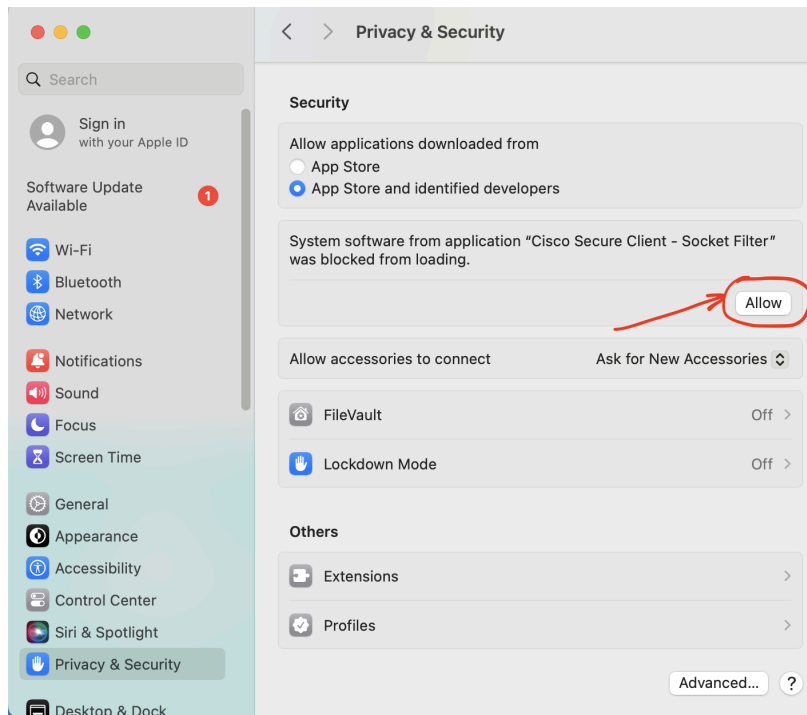 Privacy & Security
Search
Sign in
with your Apple ID
Software Update
Available
1
Wi-Fi
Bluetooth
Network
Notifications
Sound
Focus
Screen Time
General
Appearance
Accessibility
Control Center
Siri & Spotlight
Privacy & Security
Desktop & Dock
Security
Allow applications downloaded from
App Store
App Store and identified developers
System software from application “Cisco Secure Client - Socket Filter”
was blocked from loading.
Allow
Allow accessories to connect
Ask for New Accessories
FileVault
Off
Lockdown Mode
Off
Others
Extensions
Profiles
Advanced...
?